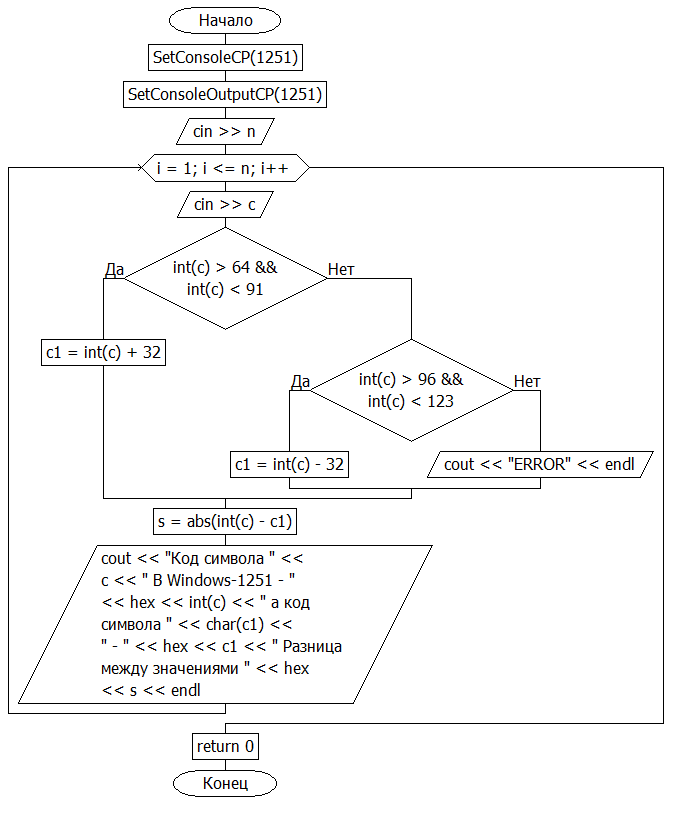 Начало
SetConsoleCP(1251)
SetConsoleOutputCP(1251)
cin >> n
i = 1; i <= n; i++
cin >> c
int(c) > 64 &&
int(c) < 91
Да
Нет
c1 = int(c) + 32
int(c) > 96 &&
int(c) < 123
Да
Нет
c1 = int(c) - 32
cout << "ERROR" << endl
s = abs(int(c) - c1)
cout << "Код символа " <<
c << " В Windows-1251 - "
<< hex << int(c) << " а код
символа " << char(c1) <<
" - " << hex << c1 << " Разница
между значениями " << hex
<< s << endl
return 0
Конец